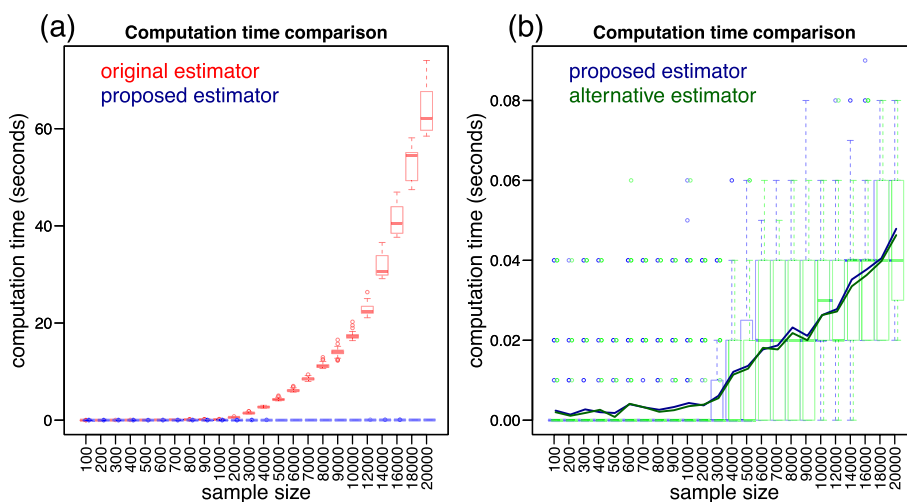 (a) Computation time comparison
original estimator
proposed estimator
computation time (seconds)
60
40
20
0
100 200 300 400 500 600 700 800 900 1000 2000 3000 4000 5000 6000 7000 8000 9000 10000 12000 14000 16000 18000 20000
sample size
(b) Computation time comparison
proposed estimator
alternative estimator
computation time (seconds)
0.08
0.06
0.04
0.02
0.00
100 200 300 400 500 600 700 800 900 1000 2000 3000 4000 5000 6000 7000 8000 9000 10000 12000 14000 16000 18000 20000
sample size